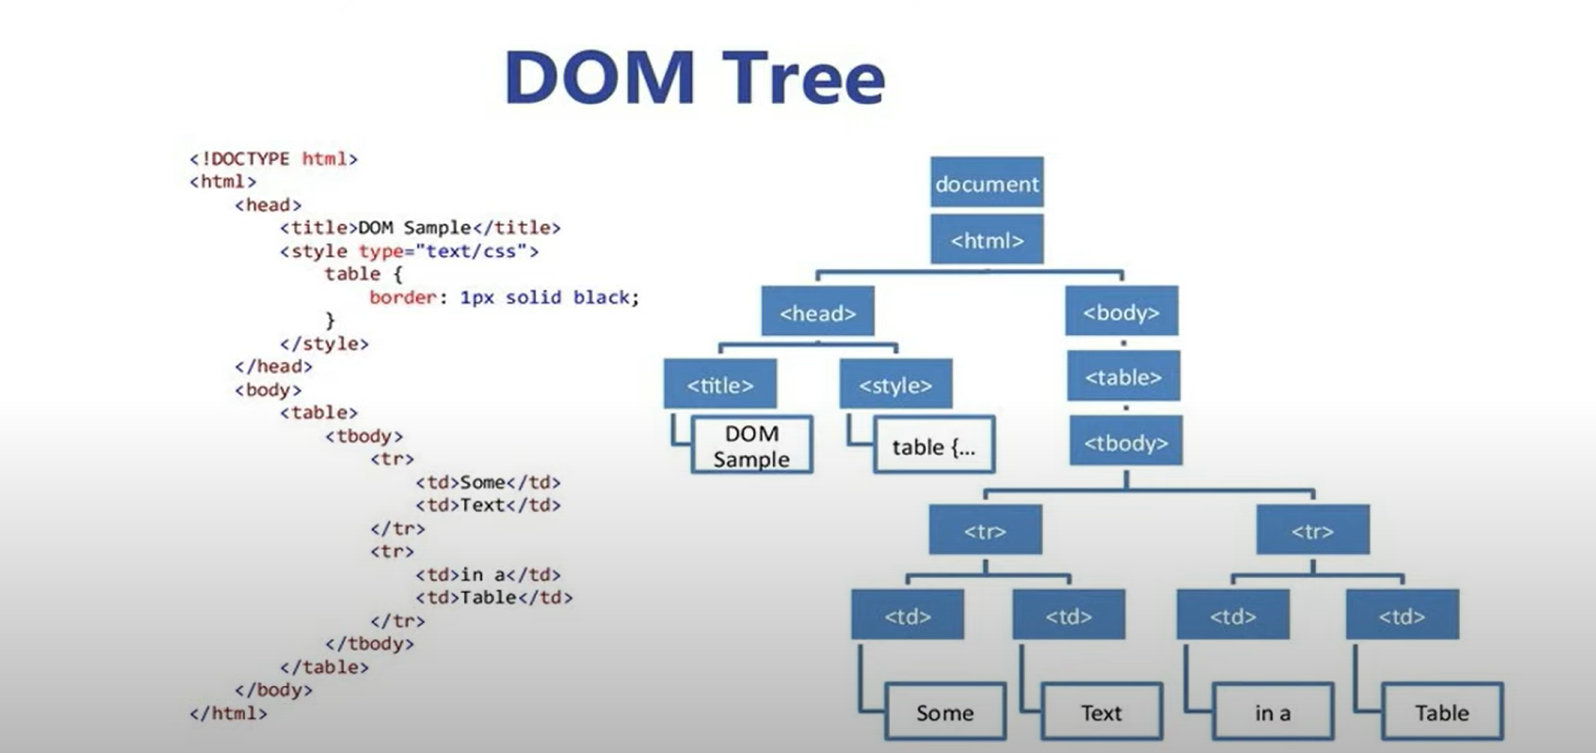 DOM Tree
<!DOCTYPE html>
<html>
<head>
<title>DOM Sample</title>
<style type="text/css">
table {
border: 1px solid black;
}
</style>
</head>
<body>
<table>
<tbody>
<tr>
<td>Some</td>
<td>Text</td>
</tr>
<tr>
<td>in a</td>
<td>Table</td>
</tr>
</tbody>
</table>
</body>
</html>
document
<html>
<head>
<body>
<title>
<style>
<table>
DOM
Sample
table {...
<tbody>
<tr>
<tr>
<td>
<td>
<td>
<td>
Some
Text
in a
Table